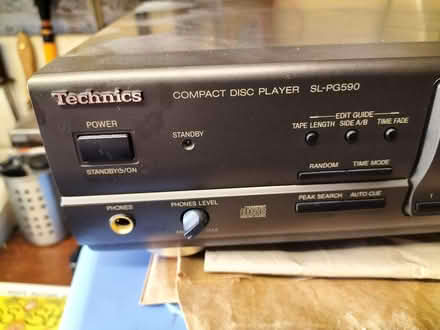 Technics
COMPACT DISC PLAYER SL-PG590
POWER
STANDBY
STANDBY⏻/ON
EDIT GUIDE
TAPE LENGTH SIDE A/B TIME FADE
RANDOM TIME MODE
PEAK SEARCH AUTO CUE
PHONES PHONES LEVEL